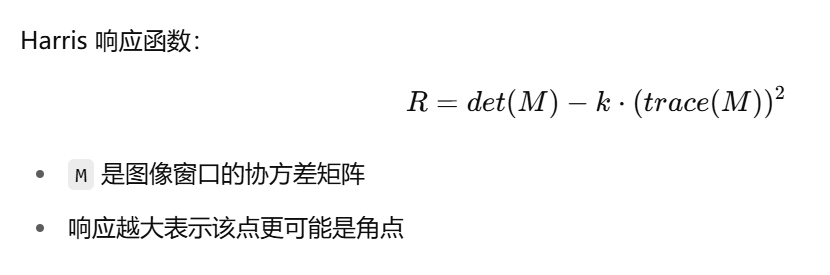 Harris 响应函数：
R = det(M) − k · (trace(M))²
• M 是图像窗口的协方差矩阵
• 响应越大表示该点更可能是角点